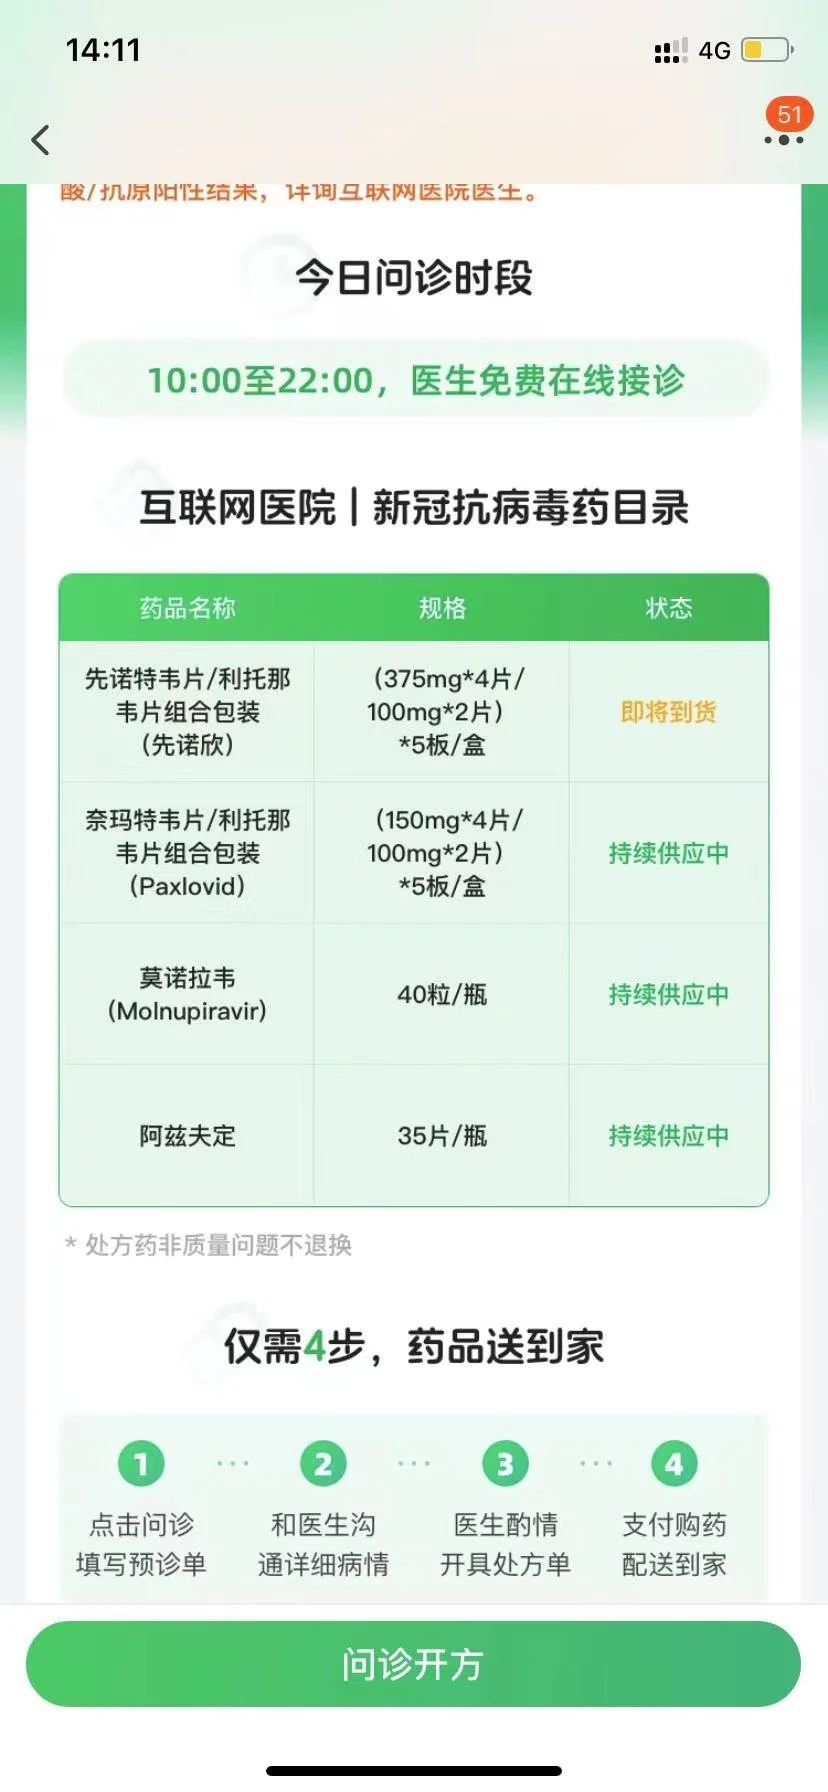 14:11
4G
51
酸/抗原阳性结果，详询互联网医院医生。
今日问诊时段
10:00至22:00，医生免费在线接诊
互联网医院 | 新冠抗病毒药目录
药品名称 规格 状态
先诺特韦片/利托那
韦片组合包装
（先诺欣）
（375mg*4片/
100mg*2片）
*5板/盒
即将到货
奈玛特韦片/利托那
韦片组合包装
（Paxlovid）
（150mg*4片/
100mg*2片）
*5板/盒
持续供应中
莫诺拉韦
（Molnupiravir）
40粒/瓶
持续供应中
阿兹夫定
35片/瓶
持续供应中
* 处方药非质量问题不退换
仅需4步，药品送到家
1 ... 2 ... 3 ... 4
点击问诊
填写预诊单
和医生沟
通详细病情
医生酌情
开具处方单
支付购药
配送到家
问诊开方